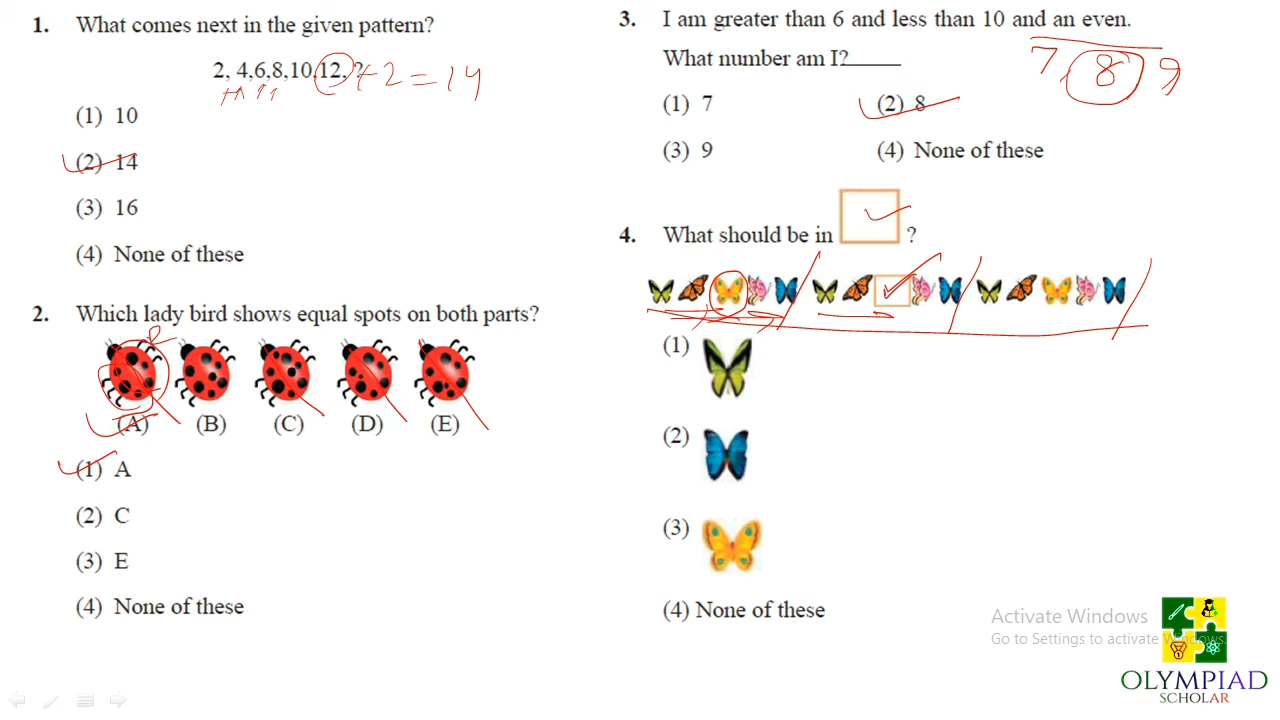 1. What comes next in the given pattern?
2, 4,6,8,10,12, ? + 2 = 14
(1) 10
(2) 14
(3) 16
(4) None of these
2. Which lady bird shows equal spots on both parts?
(A) (B) (C) (D) (E)
(1) A
(2) C
(3) E
(4) None of these
3. I am greater than 6 and less than 10 and an even.
What number am I?_____
7, 8 9
(1) 7 (2) 8
(3) 9 (4) None of these
4. What should be in ?
(1)
(2)
(3)
(4) None of these
Activate Windows
Go to Settings to activate Windows.
OLYMPIAD
SCHOLAR